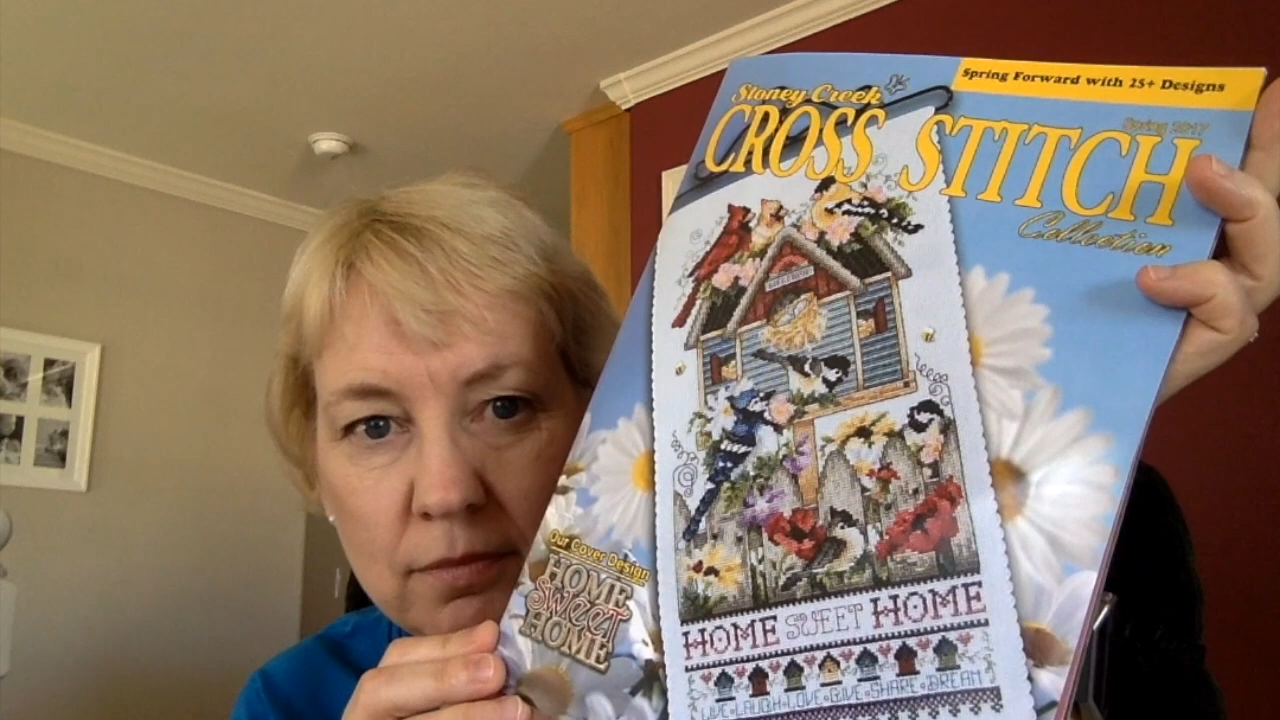 Spring Forward with 25+ Designs
Stoney Creek
Spring 2017
CROSS STITCH
Collection
Our Cover Design
HOME
SWEET
HOME
HOME SWEET HOME
LIVE•LAUGH•LOVE•GIVE•SHARE•DREAM